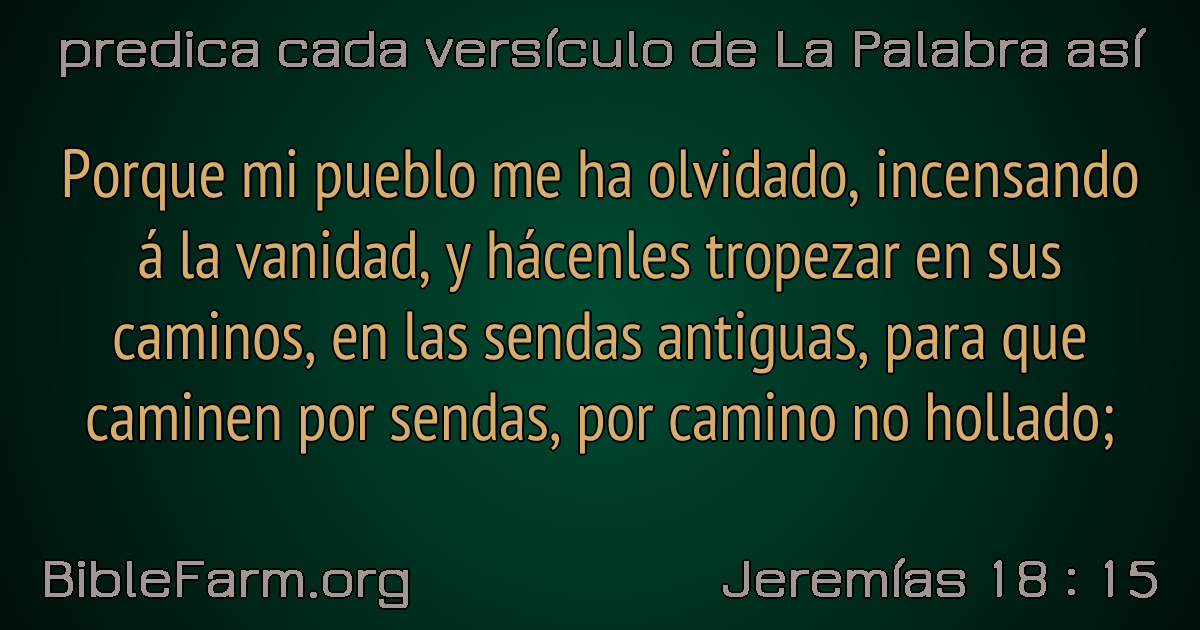 predica cada versículo de La Palabra así
Porque mi pueblo me ha olvidado, incensando
á la vanidad, y hácenles tropezar en sus
caminos, en las sendas antiguas, para que
caminen por sendas, por camino no hollado;
BibleFarm.org
Jeremías 18 : 15